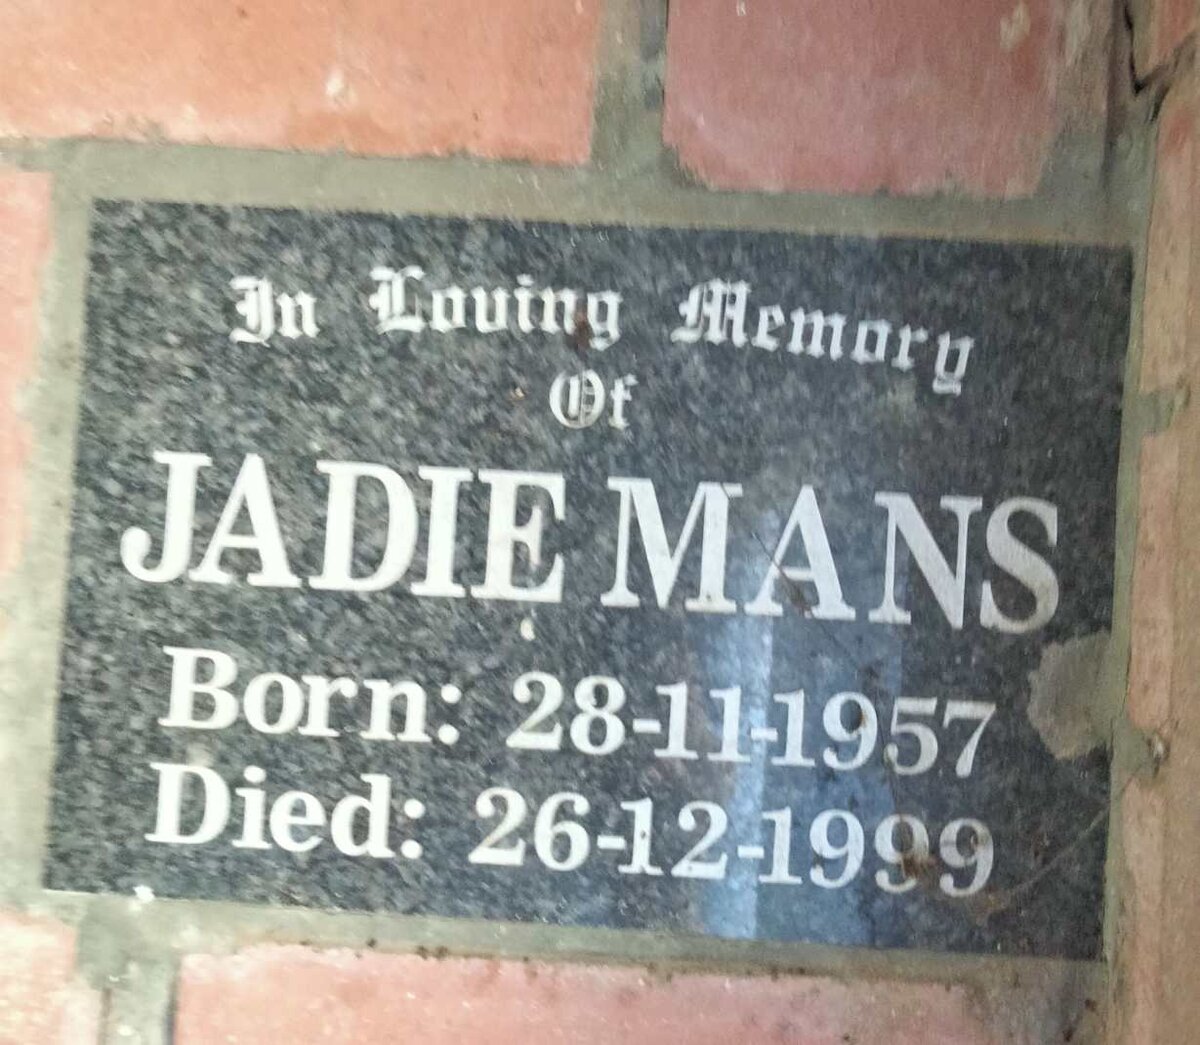 In Loving Memory
Of
JADIE MANS
Born: 28-11-1957
Died: 26-12-1999